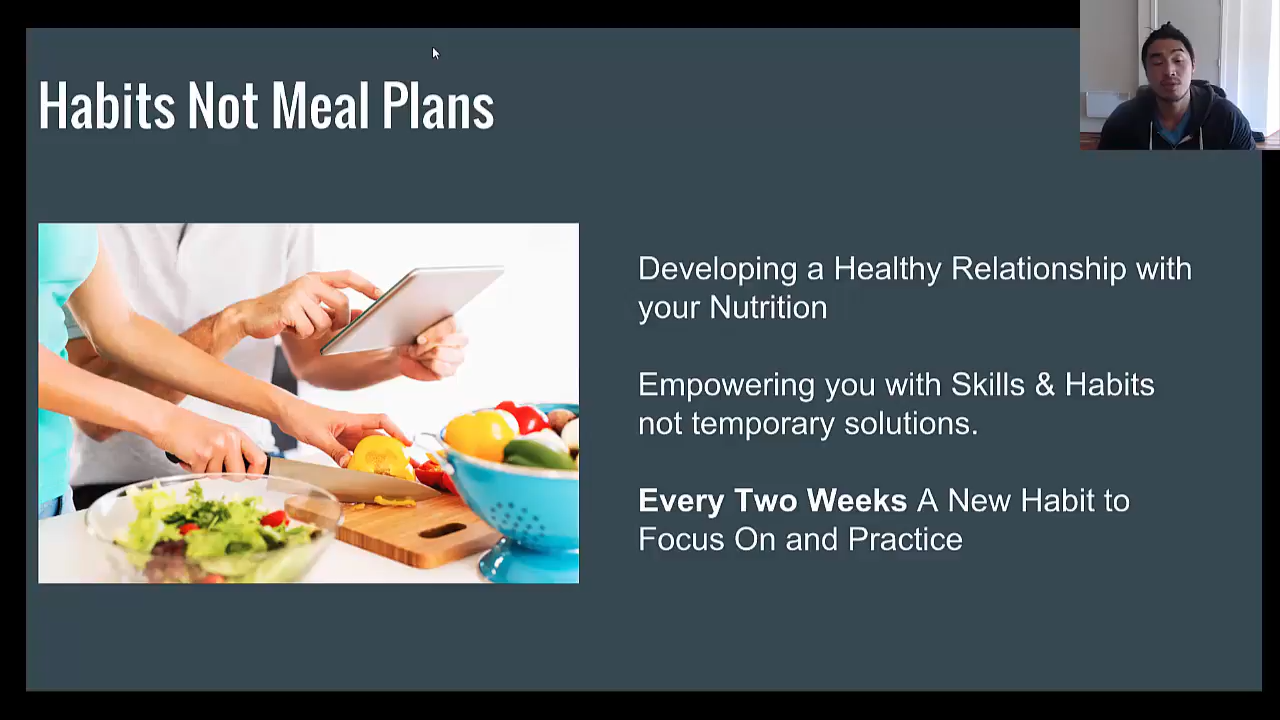 Habits Not Meal Plans
Developing a Healthy Relationship with
your Nutrition
Empowering you with Skills & Habits
not temporary solutions.
Every Two Weeks A New Habit to
Focus On and Practice